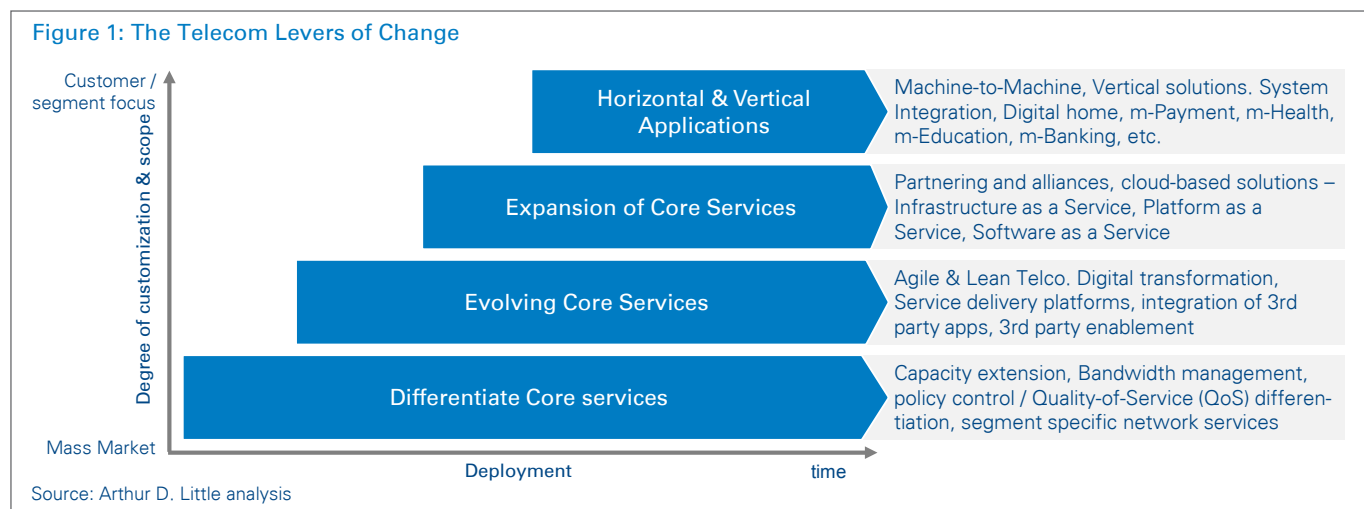 Figure 1: The Telecom Levers of Change
Customer /
segment focus
Degree of customization & scope
Mass Market
Horizontal & Vertical
Applications
Machine-to-Machine, Vertical solutions. System
Integration, Digital home, m-Payment, m-Health,
m-Education, m-Banking, etc.
Expansion of Core Services
Partnering and alliances, cloud-based solutions –
Infrastructure as a Service, Platform as a
Service, Software as a Service
Evolving Core Services
Agile & Lean Telco. Digital transformation,
Service delivery platforms, integration of 3rd
party apps, 3rd party enablement
Differentiate Core services
Capacity extension, Bandwidth management,
policy control / Quality-of-Service (QoS) differen-
tiation, segment specific network services
Deployment
time
Source: Arthur D. Little analysis